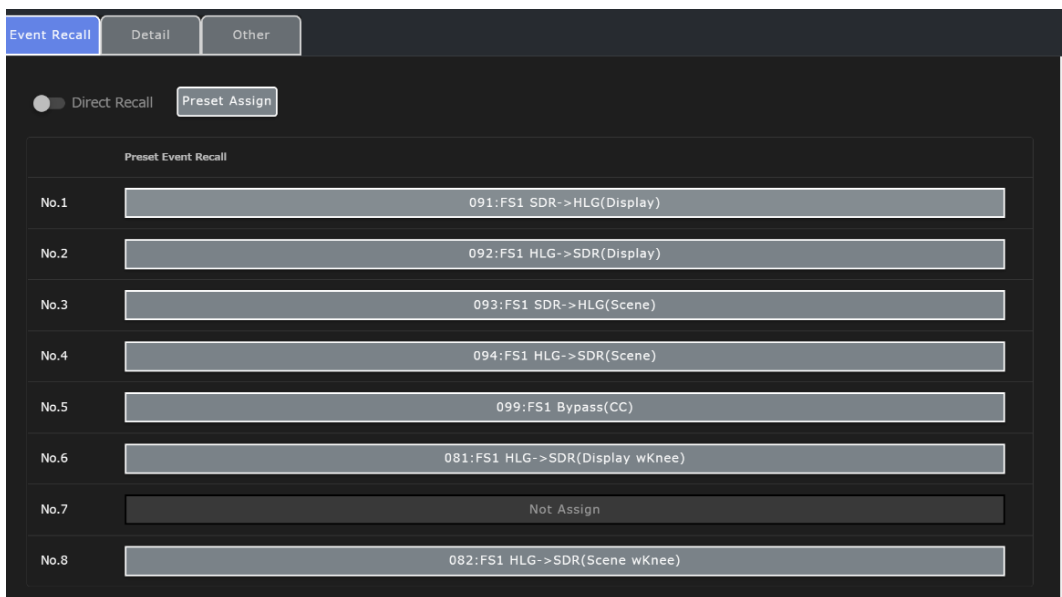 Event Recall Detail Other
Direct Recall Preset Assign
Preset Event Recall
No.1 091:FS1 SDR->HLG(Display)
No.2 092:FS1 HLG->SDR(Display)
No.3 093:FS1 SDR->HLG(Scene)
No.4 094:FS1 HLG->SDR(Scene)
No.5 099:FS1 Bypass(CC)
No.6 081:FS1 HLG->SDR(Display wKnee)
No.7 Not Assign
No.8 082:FS1 HLG->SDR(Scene wKnee)